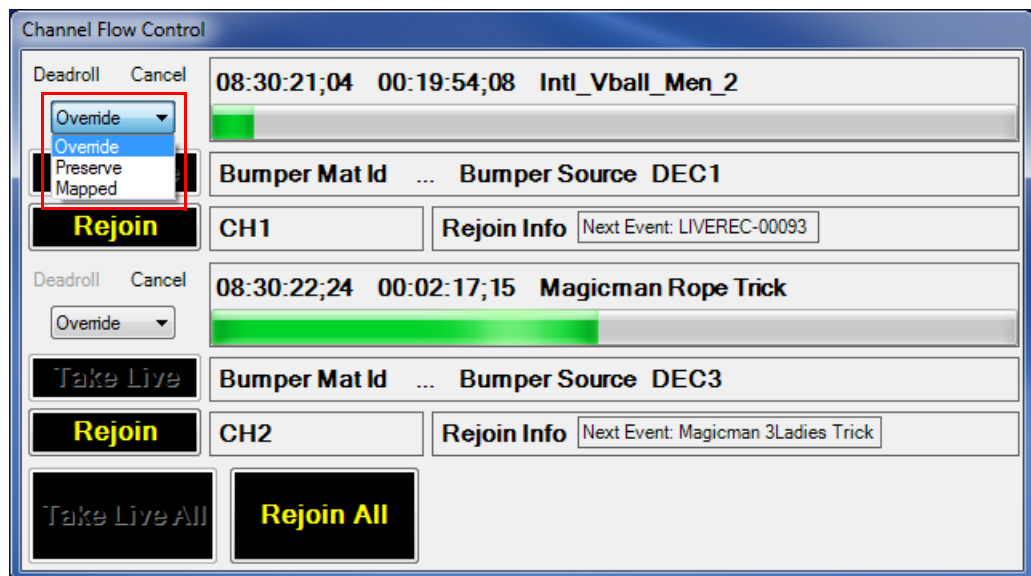 Channel Flow Control
Deadroll Cancel
08:30:21;04 00:19:54;08 Intl_Vball_Men_2
Override
Override
Preserve
Mapped
Bumper Mat Id ... Bumper Source DEC1
Rejoin
CH1
Rejoin Info Next Event: LIVEREC-00093
Deadroll Cancel
08:30:22;24 00:02:17;15 Magicman Rope Trick
Override
Take Live
Bumper Mat Id ... Bumper Source DEC3
Rejoin
CH2
Rejoin Info Next Event: Magicman 3Ladies Trick
Take Live All
Rejoin All